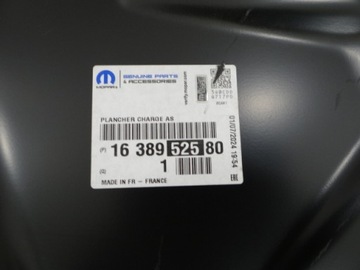 MOPAR
GENUINE PARTS
& ACCESSORIES
PLANCHER CHARGE AS
(P) 16 389 525 80
(Q) 1
MADE IN FR - FRANCE
01/07/2024 19:54
EAC